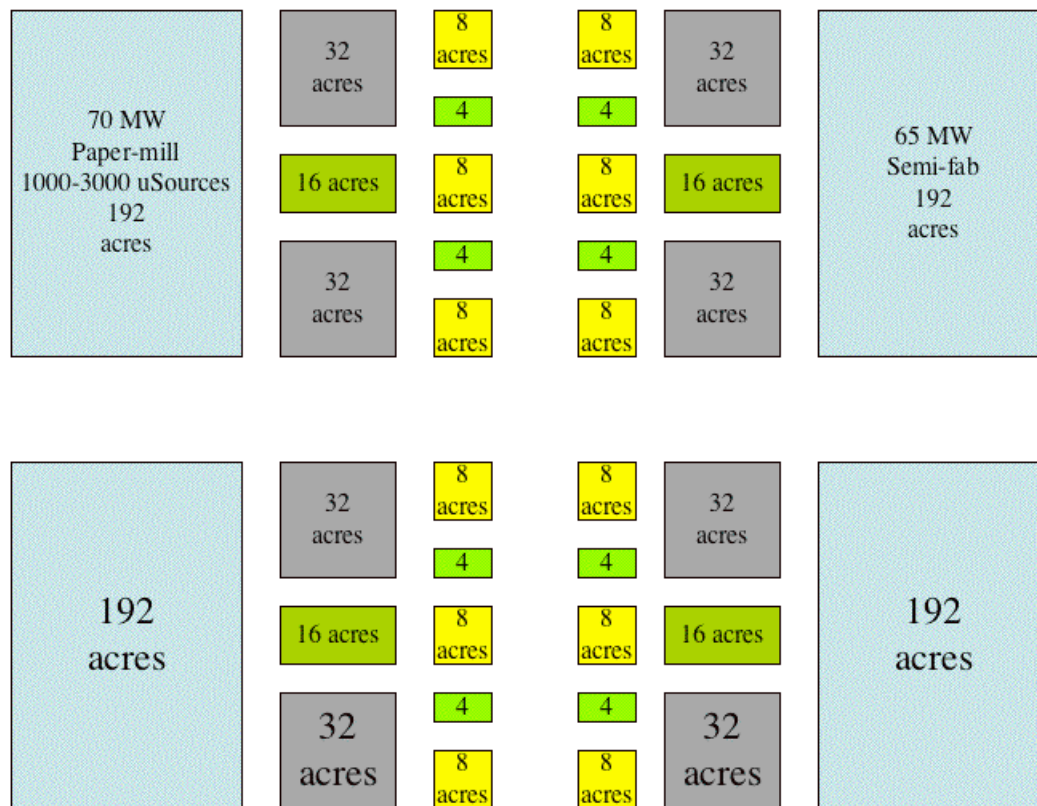 70 MW
Paper-mill
1000-3000 uSources
192
acres
32
acres
16 acres
32
acres
8
acres
4
8
acres
4
8
acres
8
acres
4
8
acres
4
8
acres
32
acres
16 acres
32
acres
65 MW
Semi-fab
192
acres
192
acres
32
acres
16 acres
32
acres
8
acres
4
8
acres
4
8
acres
8
acres
4
8
acres
4
8
acres
32
acres
16 acres
32
acres
192
acres